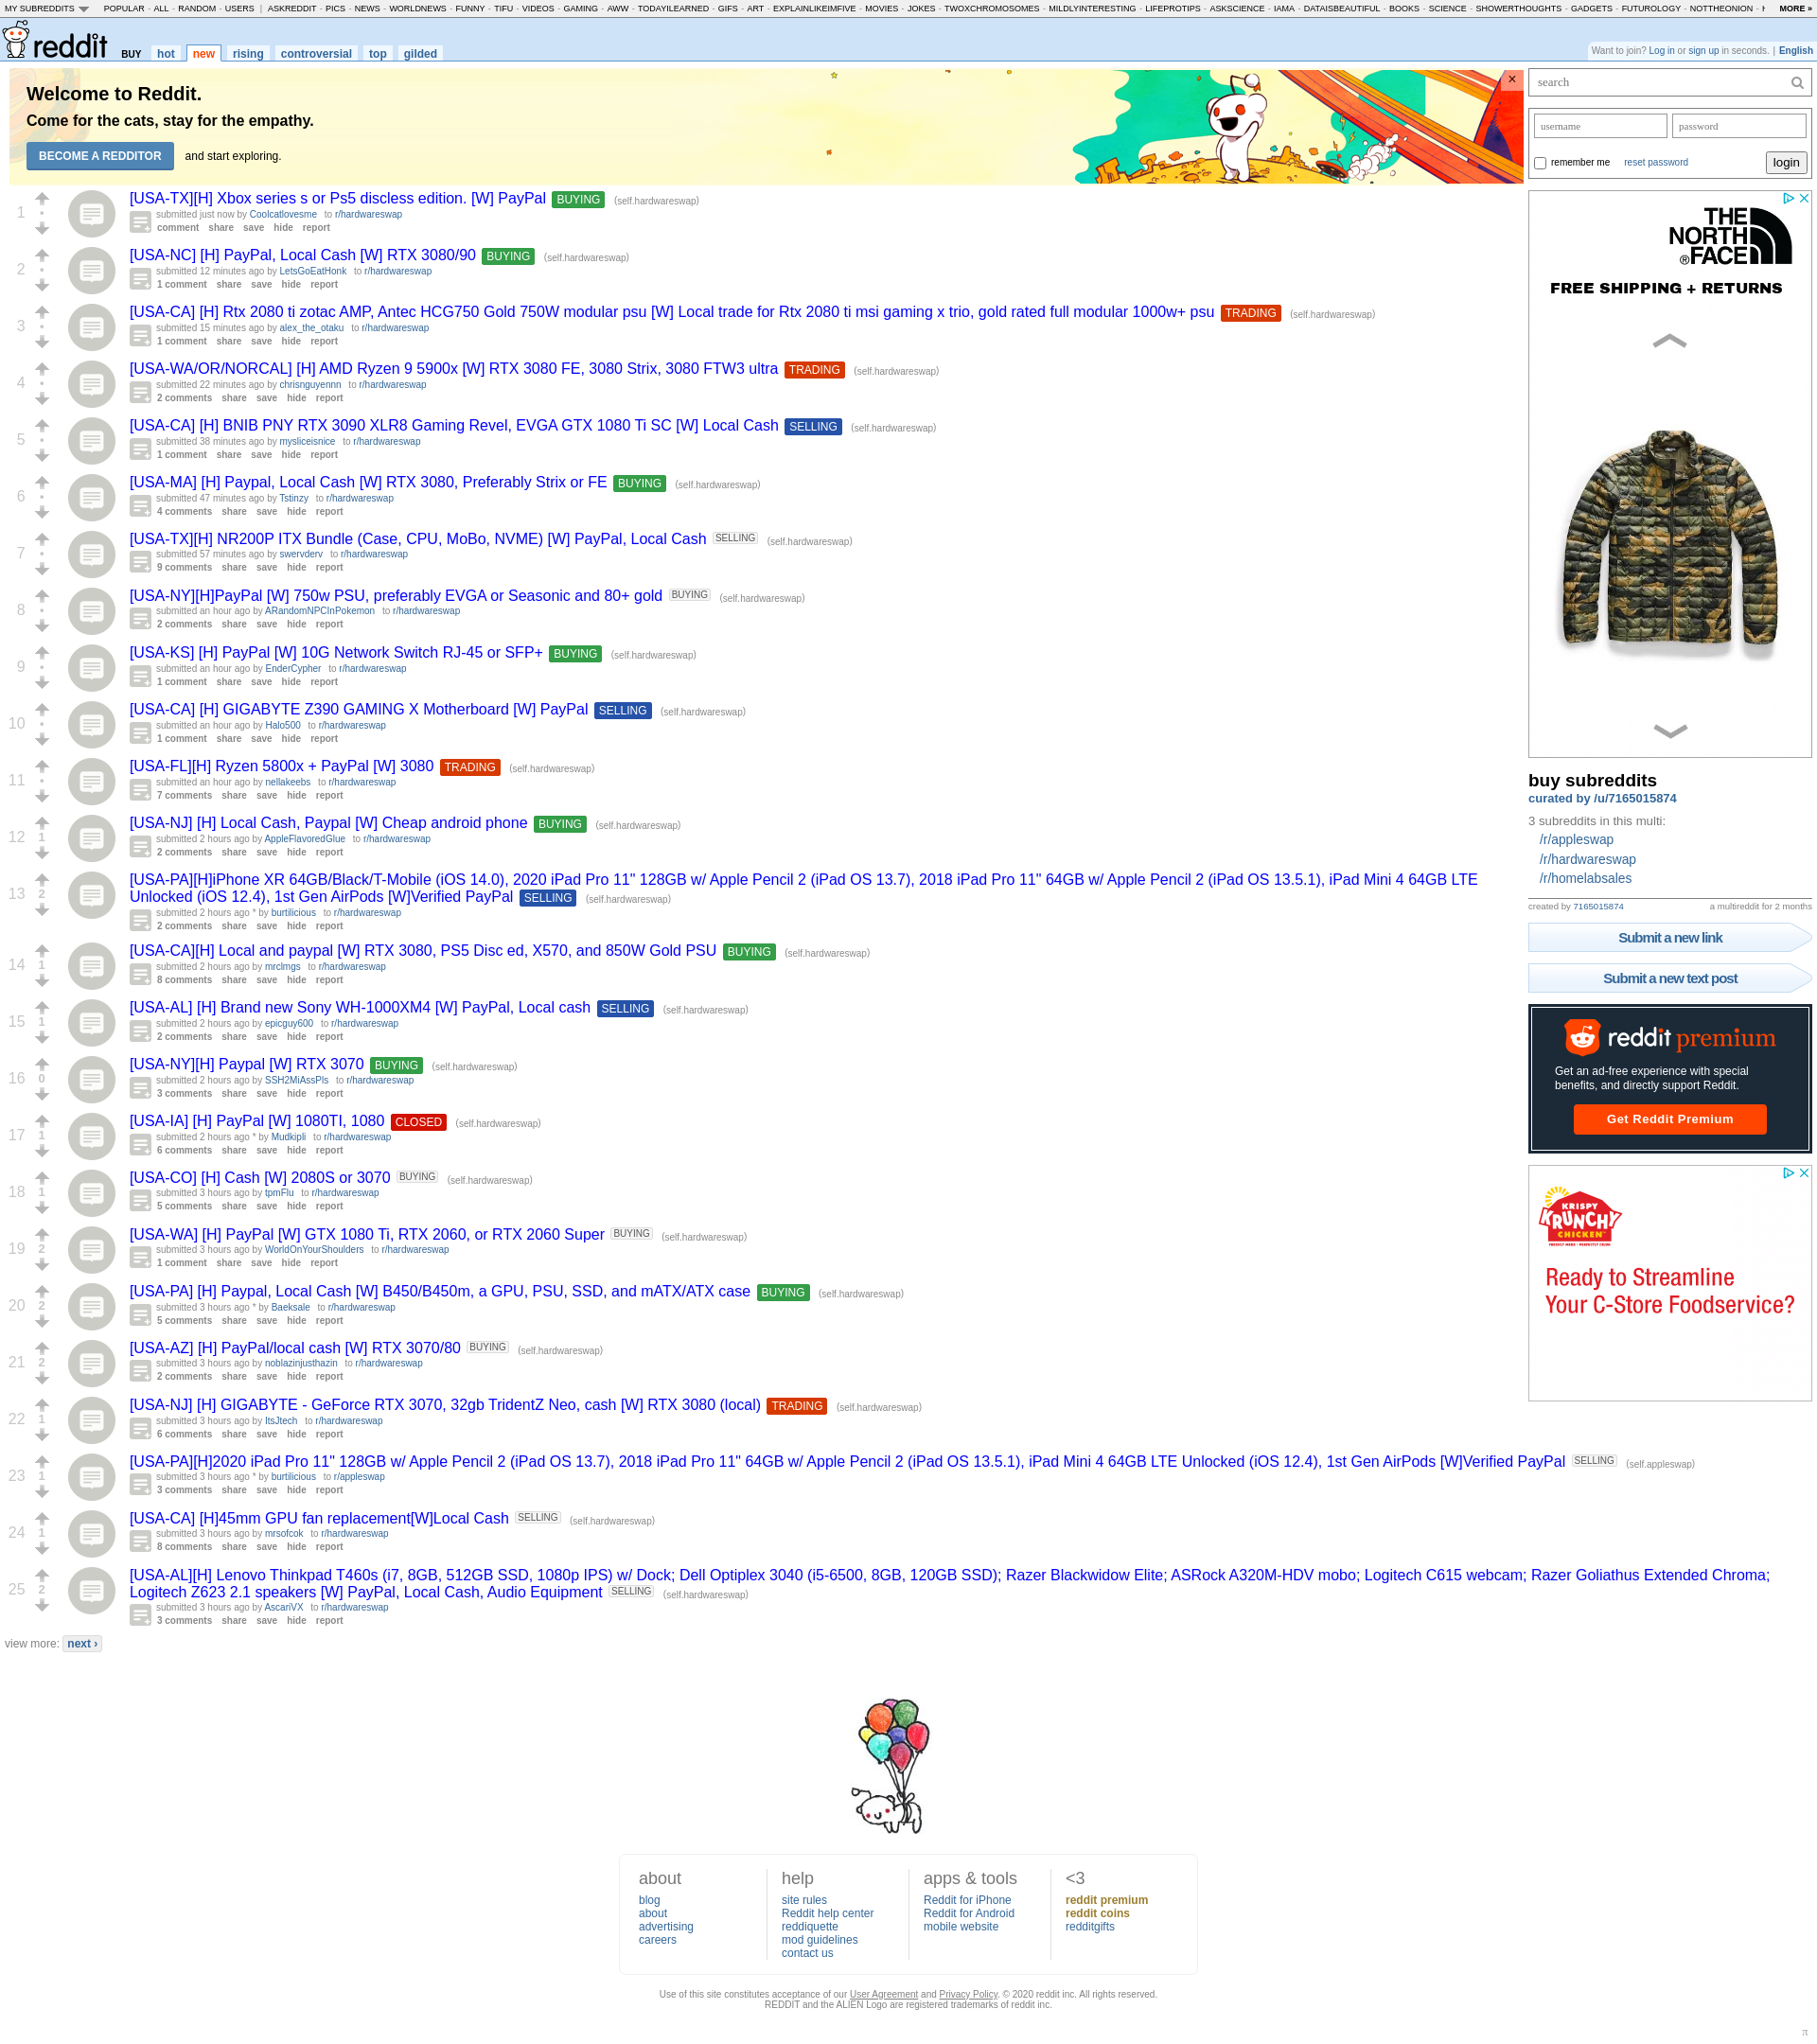 MY SUBREDDITS POPULAR - ALL - RANDOM - USERS | ASKREDDIT - PICS - NEWS - WORLDNEWS - FUNNY - TIFU - VIDEOS - GAMING - AWW - TODAYILEARNED - GIFS - ART - EXPLAINLIKEIMFIVE - MOVIES - JOKES - TWOXCHROMOSOMES - MILDLYINTERESTING - LIFEPROTIPS - ASKSCIENCE - IAMA - DATAISBEAUTIFUL - BOOKS - SCIENCE - SHOWERTHOUGHTS - GADGETS - FUTUROLOGY - NOTTHEONION - MORE »
reddit BUY hot new rising controversial top gilded
Want to join? Log in or sign up in seconds. | English
Welcome to Reddit.
Come for the cats, stay for the empathy.
BECOME A REDDITOR and start exploring.
1
[USA-TX][H] Xbox series s or Ps5 discless edition. [W] PayPal BUYING (self.hardwareswap)
submitted just now by Coolcatlovesme to r/hardwareswap
comment share save hide report
2
[USA-NC] [H] PayPal, Local Cash [W] RTX 3080/90 BUYING (self.hardwareswap)
submitted 12 minutes ago by LetsGoEatHonk to r/hardwareswap
1 comment share save hide report
3
[USA-CA] [H] Rtx 2080 ti zotac AMP, Antec HCG750 Gold 750W modular psu [W] Local trade for Rtx 2080 ti msi gaming x trio, gold rated full modular 1000w+ psu TRADING (self.hardwareswap)
submitted 15 minutes ago by alex_the_otaku to r/hardwareswap
1 comment share save hide report
4
[USA-WA/OR/NORCAL] [H] AMD Ryzen 9 5900x [W] RTX 3080 FE, 3080 Strix, 3080 FTW3 ultra TRADING (self.hardwareswap)
submitted 22 minutes ago by chrisnguyennn to r/hardwareswap
2 comments share save hide report
5
[USA-CA] [H] BNIB PNY RTX 3090 XLR8 Gaming Revel, EVGA GTX 1080 Ti SC [W] Local Cash SELLING (self.hardwareswap)
submitted 38 minutes ago by mysliceisnice to r/hardwareswap
1 comment share save hide report
6
[USA-MA] [H] Paypal, Local Cash [W] RTX 3080, Preferably Strix or FE BUYING (self.hardwareswap)
submitted 47 minutes ago by Tstinzy to r/hardwareswap
4 comments share save hide report
7
[USA-TX][H] NR200P ITX Bundle (Case, CPU, MoBo, NVME) [W] PayPal, Local Cash SELLING (self.hardwareswap)
submitted 57 minutes ago by swervderv to r/hardwareswap
9 comments share save hide report
8
[USA-NY][H]PayPal [W] 750w PSU, preferably EVGA or Seasonic and 80+ gold BUYING (self.hardwareswap)
submitted an hour ago by ARandomNPCInPokemon to r/hardwareswap
2 comments share save hide report
9
[USA-KS] [H] PayPal [W] 10G Network Switch RJ-45 or SFP+ BUYING (self.hardwareswap)
submitted an hour ago by EnderCypher to r/hardwareswap
1 comment share save hide report
10
[USA-CA] [H] GIGABYTE Z390 GAMING X Motherboard [W] PayPal SELLING (self.hardwareswap)
submitted an hour ago by Halo500 to r/hardwareswap
1 comment share save hide report
11
[USA-FL][H] Ryzen 5800x + PayPal [W] 3080 TRADING (self.hardwareswap)
submitted an hour ago by nellakeebs to r/hardwareswap
7 comments share save hide report
12 1
[USA-NJ] [H] Local Cash, Paypal [W] Cheap android phone BUYING (self.hardwareswap)
submitted 2 hours ago by AppleFlavoredGlue to r/hardwareswap
2 comments share save hide report
13 2
[USA-PA][H]iPhone XR 64GB/Black/T-Mobile (iOS 14.0), 2020 iPad Pro 11" 128GB w/ Apple Pencil 2 (iPad OS 13.7), 2018 iPad Pro 11" 64GB w/ Apple Pencil 2 (iPad OS 13.5.1), iPad Mini 4 64GB LTE
Unlocked (iOS 12.4), 1st Gen AirPods [W]Verified PayPal SELLING (self.hardwareswap)
submitted 2 hours ago * by burtilicious to r/hardwareswap
2 comments share save hide report
14 1
[USA-CA][H] Local and paypal [W] RTX 3080, PS5 Disc ed, X570, and 850W Gold PSU BUYING (self.hardwareswap)
submitted 2 hours ago by mrclmgs to r/hardwareswap
8 comments share save hide report
15 1
[USA-AL] [H] Brand new Sony WH-1000XM4 [W] PayPal, Local cash SELLING (self.hardwareswap)
submitted 2 hours ago by epicguy600 to r/hardwareswap
2 comments share save hide report
16 0
[USA-NY][H] Paypal [W] RTX 3070 BUYING (self.hardwareswap)
submitted 2 hours ago by SSH2MiAssPls to r/hardwareswap
3 comments share save hide report
17 1
[USA-IA] [H] PayPal [W] 1080TI, 1080 CLOSED (self.hardwareswap)
submitted 2 hours ago * by Mudkipli to r/hardwareswap
6 comments share save hide report
18 1
[USA-CO] [H] Cash [W] 2080S or 3070 BUYING (self.hardwareswap)
submitted 3 hours ago by tpmFlu to r/hardwareswap
5 comments share save hide report
19 2
[USA-WA] [H] PayPal [W] GTX 1080 Ti, RTX 2060, or RTX 2060 Super BUYING (self.hardwareswap)
submitted 3 hours ago by WorldOnYourShoulders to r/hardwareswap
1 comment share save hide report
20 2
[USA-PA] [H] Paypal, Local Cash [W] B450/B450m, a GPU, PSU, SSD, and mATX/ATX case BUYING (self.hardwareswap)
submitted 3 hours ago * by Baeksale to r/hardwareswap
5 comments share save hide report
21 2
[USA-AZ] [H] PayPal/local cash [W] RTX 3070/80 BUYING (self.hardwareswap)
submitted 3 hours ago by noblazinjusthazin to r/hardwareswap
2 comments share save hide report
22 1
[USA-NJ] [H] GIGABYTE - GeForce RTX 3070, 32gb TridentZ Neo, cash [W] RTX 3080 (local) TRADING (self.hardwareswap)
submitted 3 hours ago by ItsJtech to r/hardwareswap
6 comments share save hide report
23 1
[USA-PA][H]2020 iPad Pro 11" 128GB w/ Apple Pencil 2 (iPad OS 13.7), 2018 iPad Pro 11" 64GB w/ Apple Pencil 2 (iPad OS 13.5.1), iPad Mini 4 64GB LTE Unlocked (iOS 12.4), 1st Gen AirPods [W]Verified PayPal SELLING (self.appleswap)
submitted 3 hours ago * by burtilicious to r/appleswap
3 comments share save hide report
24 1
[USA-CA] [H]45mm GPU fan replacement[W]Local Cash SELLING (self.hardwareswap)
submitted 3 hours ago by mrsofcok to r/hardwareswap
8 comments share save hide report
25 2
[USA-AL][H] Lenovo Thinkpad T460s (i7, 8GB, 512GB SSD, 1080p IPS) w/ Dock; Dell Optiplex 3040 (i5-6500, 8GB, 120GB SSD); Razer Blackwidow Elite; ASRock A320M-HDV mobo; Logitech C615 webcam; Razer Goliathus Extended Chroma;
Logitech Z623 2.1 speakers [W] PayPal, Local Cash, Audio Equipment SELLING (self.hardwareswap)
submitted 3 hours ago by AscariVX to r/hardwareswap
3 comments share save hide report
view more: next ›
search
username password
remember me reset password login
THE
NORTH
FACE
FREE SHIPPING + RETURNS
buy subreddits
curated by /u/7165015874
3 subreddits in this multi:
/r/appleswap
/r/hardwareswap
/r/homelabsales
created by 7165015874 a multireddit for 2 months
Submit a new link
Submit a new text post
reddit premium
Get an ad-free experience with special
benefits, and directly support Reddit.
Get Reddit Premium
KRISPY
KRUNCHY
CHICKEN
Ready to Streamline
Your C-Store Foodservice?
about
blog
about
advertising
careers
help
site rules
Reddit help center
reddiquette
mod guidelines
contact us
apps & tools
Reddit for iPhone
Reddit for Android
mobile website
<3
reddit premium
reddit coins
redditgifts
Use of this site constitutes acceptance of our User Agreement and Privacy Policy. © 2020 reddit inc. All rights reserved.
REDDIT and the ALIEN Logo are registered trademarks of reddit inc.
π